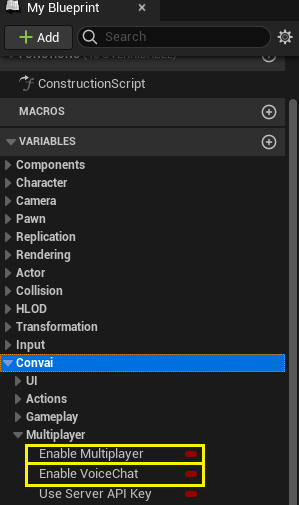 My Blueprint
Add
Search
ConstructionScript
MACROS
VARIABLES
Components
Character
Camera
Pawn
Replication
Rendering
Actor
Collision
HLOD
Transformation
Input
Convai
UI
Actions
Gameplay
Multiplayer
Enable Multiplayer
Enable VoiceChat
Use Server API Key